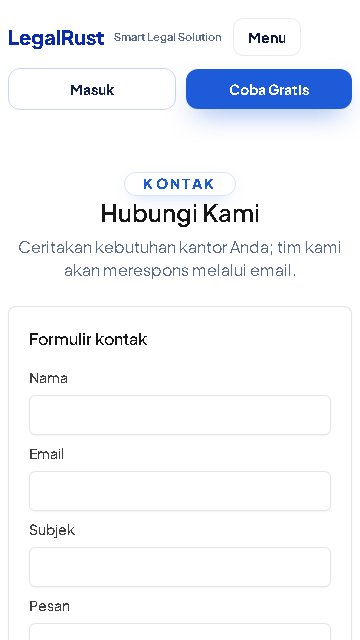 LegalRust Smart Legal Solution Menu
Masuk Coba Gratis
KONTAK
Hubungi Kami
Ceritakan kebutuhan kantor Anda; tim kami
akan merespons melalui email.
Formulir kontak
Nama
Email
Subjek
Pesan